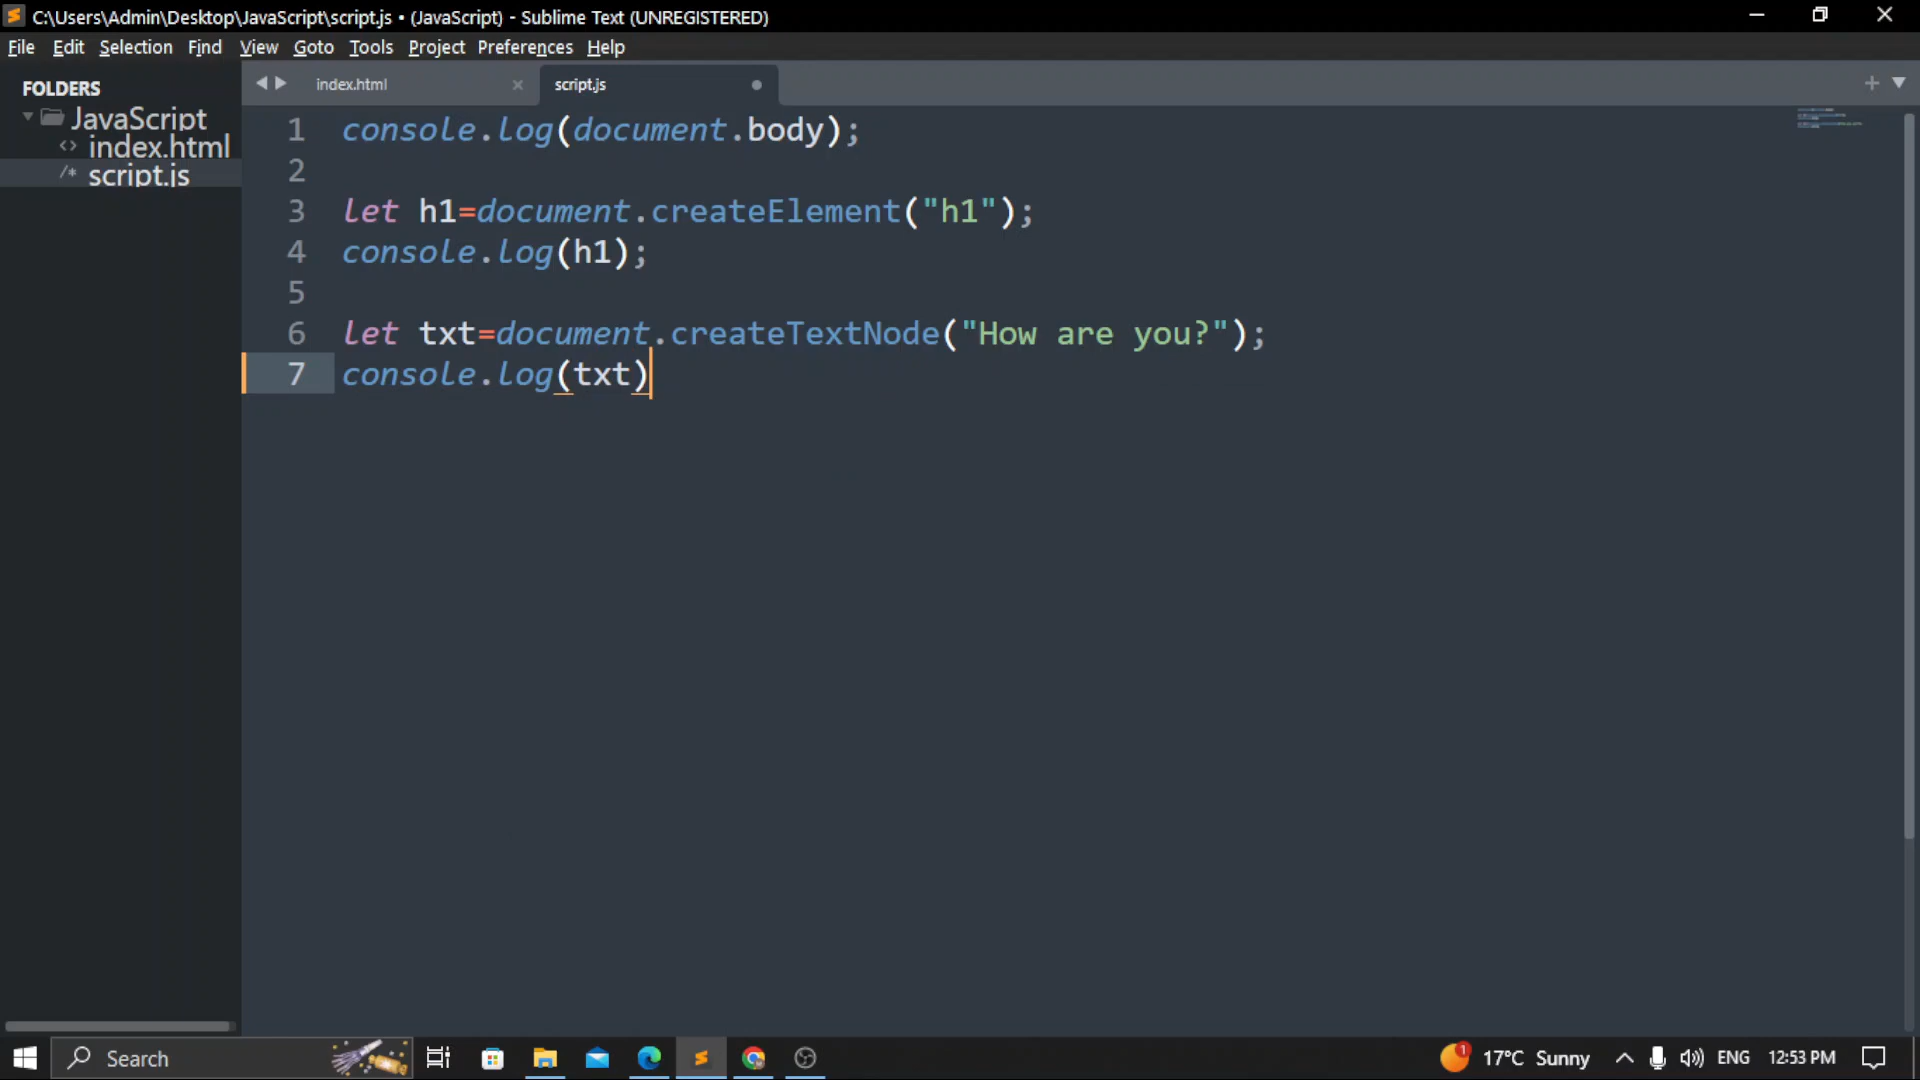 C:\Users\Admin\Desktop\JavaScript\script.js • (JavaScript) - Sublime Text (UNREGISTERED)
File Edit Selection Find View Goto Tools Project Preferences Help
FOLDERS
JavaScript
<> index.html
/* script.js
index.html × script.js
1 console.log(document.body);
2
3 let h1=document.createElement("h1");
4 console.log(h1);
5
6 let txt=document.createTextNode("How are you?");
7 console.log(txt)
Search
1 17°C Sunny ENG 12:53 PM